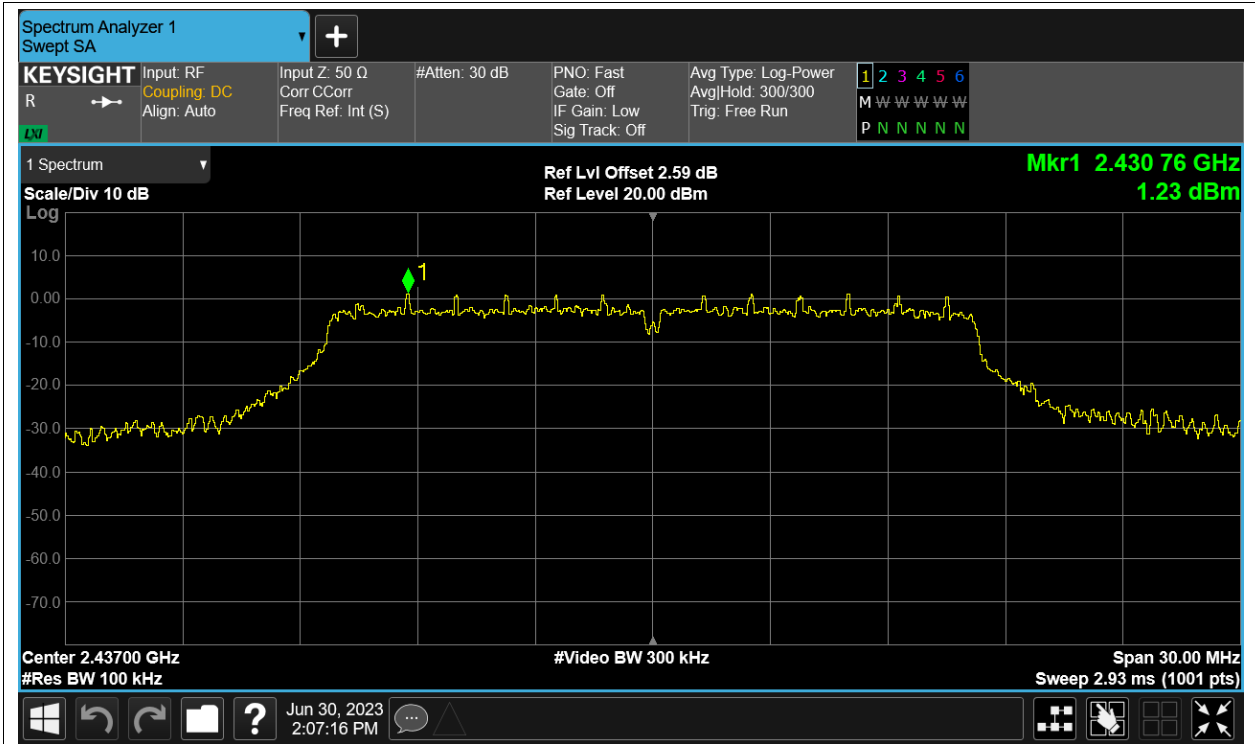 Spectrum Analyzer 1
Swept SA
KEYSIGHT
R
LXI
Input: RF
Coupling: DC
Align: Auto
Input Z: 50 Ω
Corr CCorr
Freq Ref: Int (S)
#Atten: 30 dB
PNO: Fast
Gate: Off
IF Gain: Low
Sig Track: Off
Avg Type: Log-Power
Avg|Hold: 300/300
Trig: Free Run
1 2 3 4 5 6
M W W W W W
P N N N N N
1 Spectrum
Scale/Div 10 dB
Ref Lvl Offset 2.59 dB
Ref Level 20.00 dBm
Mkr1 2.430 76 GHz
1.23 dBm
Log
10.0
0.00
-10.0
-20.0
-30.0
-40.0
-50.0
-60.0
-70.0
1
Center 2.43700 GHz
#Res BW 100 kHz
#Video BW 300 kHz
Span 30.00 MHz
Sweep 2.93 ms (1001 pts)
?
Jun 30, 2023
2:07:16 PM